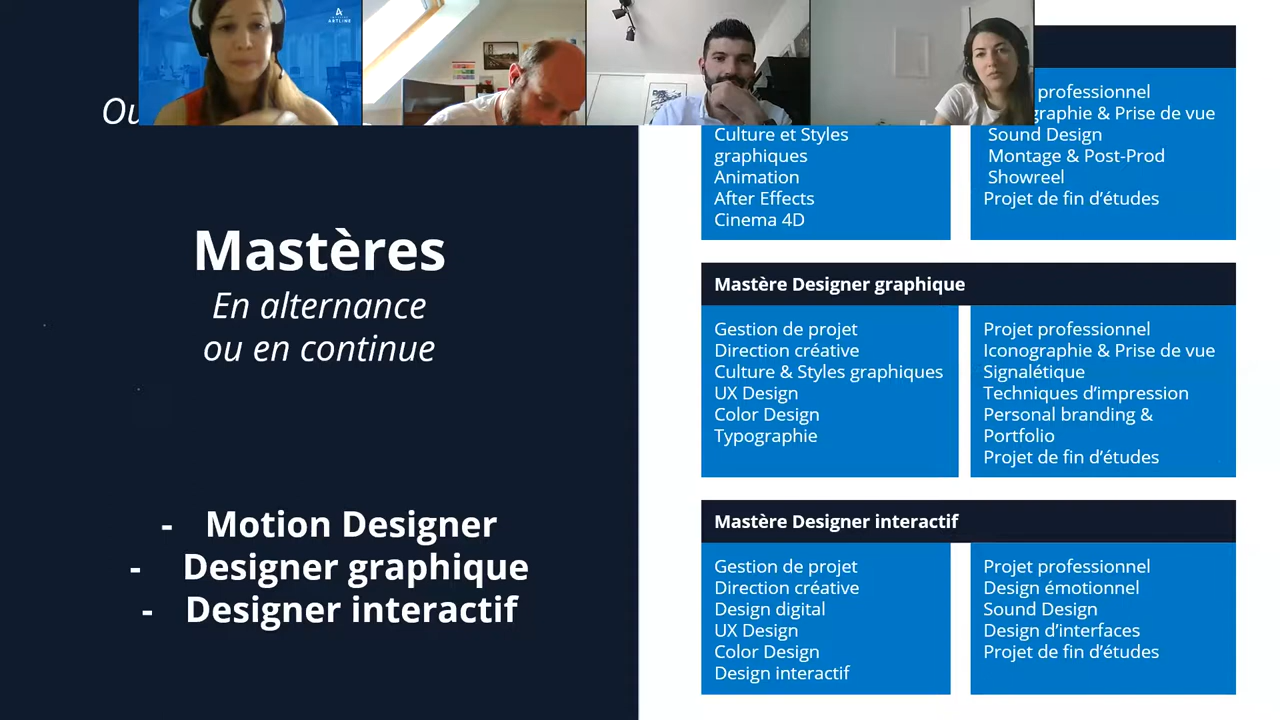 ARTLINE
Mastères
En alternance
ou en continue
- Motion Designer
- Designer graphique
- Designer interactif
Culture et Styles
graphiques
Animation
After Effects
Cinema 4D
professionnel
& Prise de vue
Sound Design
Montage & Post-Prod
Showreel
Projet de fin d'études
Mastère Designer graphique
Gestion de projet
Direction créative
Culture & Styles graphiques
UX Design
Color Design
Typographie
Projet professionnel
Iconographie & Prise de vue
Signalétique
Techniques d'impression
Personal branding &
Portfolio
Projet de fin d'études
Mastère Designer interactif
Gestion de projet
Direction créative
Design digital
UX Design
Color Design
Design interactif
Projet professionnel
Design émotionnel
Sound Design
Design d'interfaces
Projet de fin d'études